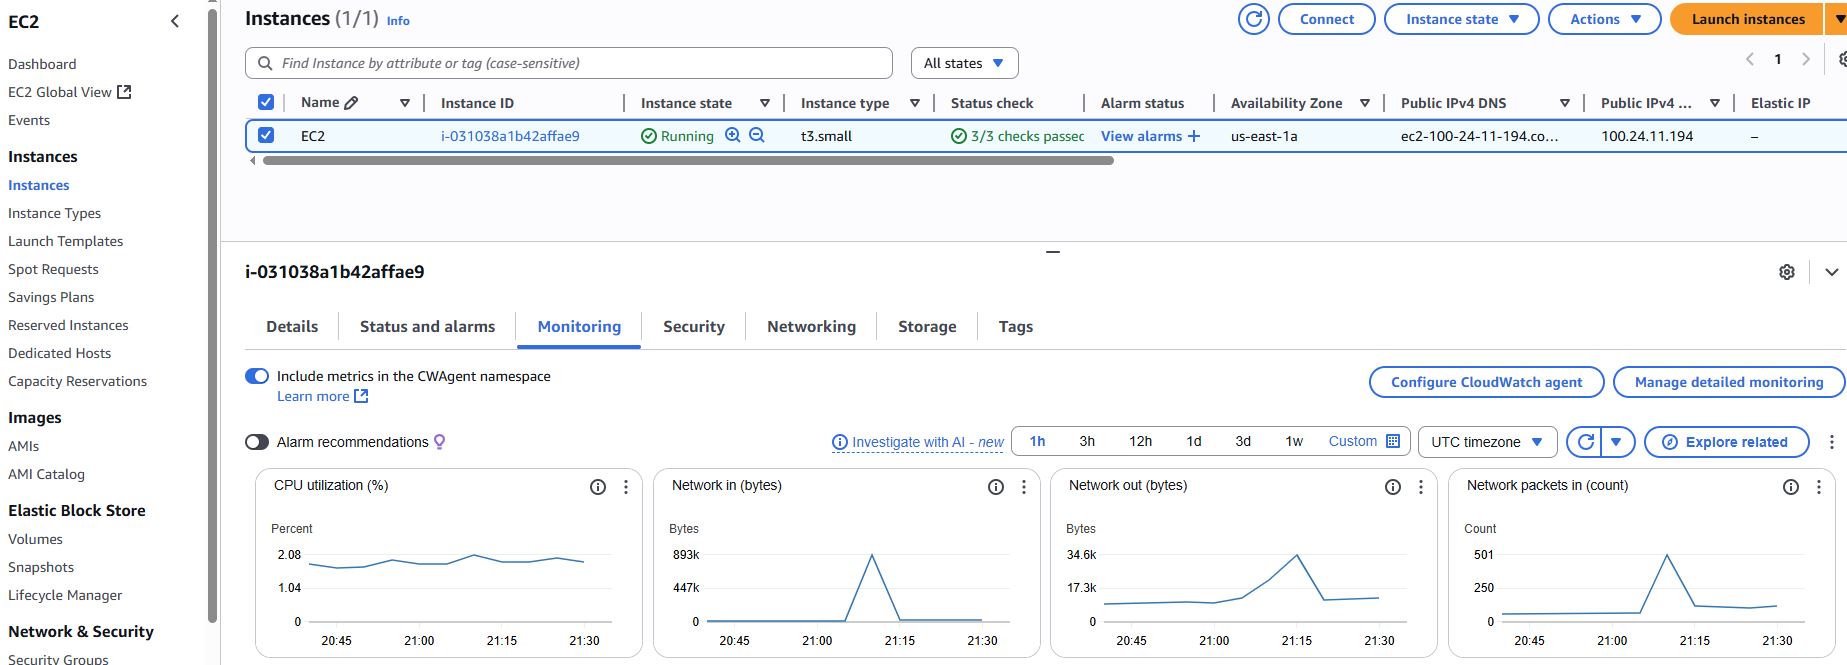 EC2
Dashboard
EC2 Global View
Events
Instances
Instances
Instance Types
Launch Templates
Spot Requests
Savings Plans
Reserved Instances
Dedicated Hosts
Capacity Reservations
Images
AMIs
AMI Catalog
Elastic Block Store
Volumes
Snapshots
Lifecycle Manager
Network & Security
Security Groups
Instances (1/1) Info
Connect
Instance state
Actions
Launch instances
Find Instance by attribute or tag (case-sensitive)
All states
1
Name Instance ID Instance state Instance type Status check Alarm status Availability Zone Public IPv4 DNS Public IPv4 ... Elastic IP
EC2 i-031038a1b42affae9 Running t3.small 3/3 checks passec View alarms + us-east-1a ec2-100-24-11-194.co... 100.24.11.194 –
i-031038a1b42affae9
Details Status and alarms Monitoring Security Networking Storage Tags
Include metrics in the CWAgent namespace
Learn more
Configure CloudWatch agent
Manage detailed monitoring
Alarm recommendations
Investigate with AI - new
1h 3h 12h 1d 3d 1w Custom
UTC timezone
Explore related
CPU utilization (%)
Percent
2.08
1.04
0
20:45 21:00 21:15 21:30
Network in (bytes)
Bytes
893k
447k
0
20:45 21:00 21:15 21:30
Network out (bytes)
Bytes
34.6k
17.3k
0
20:45 21:00 21:15 21:30
Network packets in (count)
Count
501
250
0
20:45 21:00 21:15 21:30